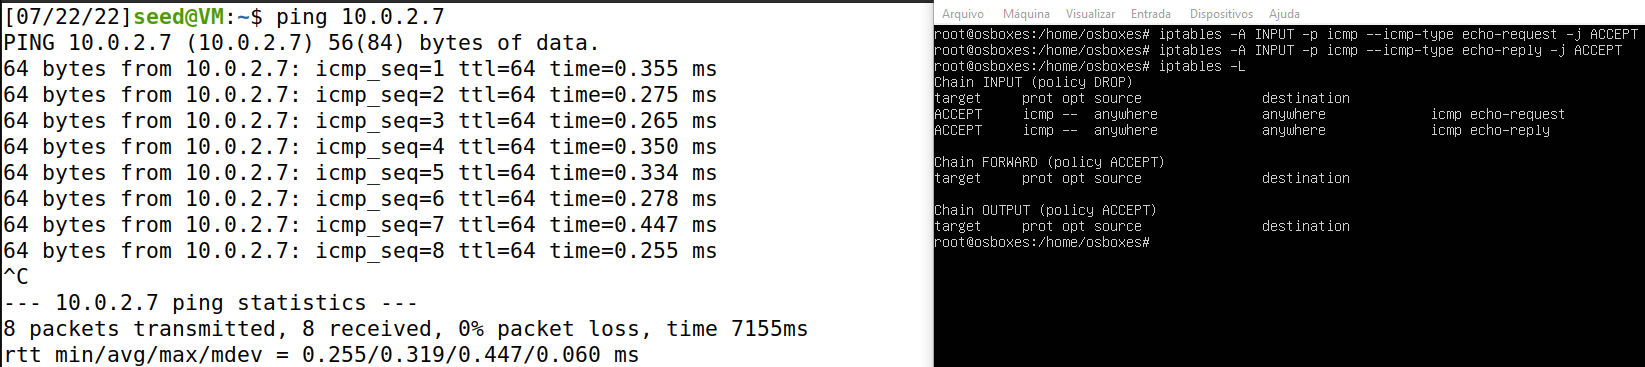 [07/22/22]seed@VM:~$ ping 10.0.2.7
PING 10.0.2.7 (10.0.2.7) 56(84) bytes of data.
64 bytes from 10.0.2.7: icmp_seq=1 ttl=64 time=0.355 ms
64 bytes from 10.0.2.7: icmp_seq=2 ttl=64 time=0.275 ms
64 bytes from 10.0.2.7: icmp_seq=3 ttl=64 time=0.265 ms
64 bytes from 10.0.2.7: icmp_seq=4 ttl=64 time=0.350 ms
64 bytes from 10.0.2.7: icmp_seq=5 ttl=64 time=0.334 ms
64 bytes from 10.0.2.7: icmp_seq=6 ttl=64 time=0.278 ms
64 bytes from 10.0.2.7: icmp_seq=7 ttl=64 time=0.447 ms
64 bytes from 10.0.2.7: icmp_seq=8 ttl=64 time=0.255 ms
^C
--- 10.0.2.7 ping statistics ---
8 packets transmitted, 8 received, 0% packet loss, time 7155ms
rtt min/avg/max/mdev = 0.255/0.319/0.447/0.060 ms
Arquivo Máquina Visualizar Entrada Dispositivos Ajuda
root@osboxes:/home/osboxes# iptables -A INPUT -p icmp --icmp-type echo-request -j ACCEPT
root@osboxes:/home/osboxes# iptables -A INPUT -p icmp --icmp-type echo-reply -j ACCEPT
root@osboxes:/home/osboxes# iptables -L
Chain INPUT (policy DROP)
target prot opt source destination
ACCEPT icmp -- anywhere anywhere icmp echo-request
ACCEPT icmp -- anywhere anywhere icmp echo-reply
Chain FORWARD (policy ACCEPT)
target prot opt source destination
Chain OUTPUT (policy ACCEPT)
target prot opt source destination
root@osboxes:/home/osboxes#